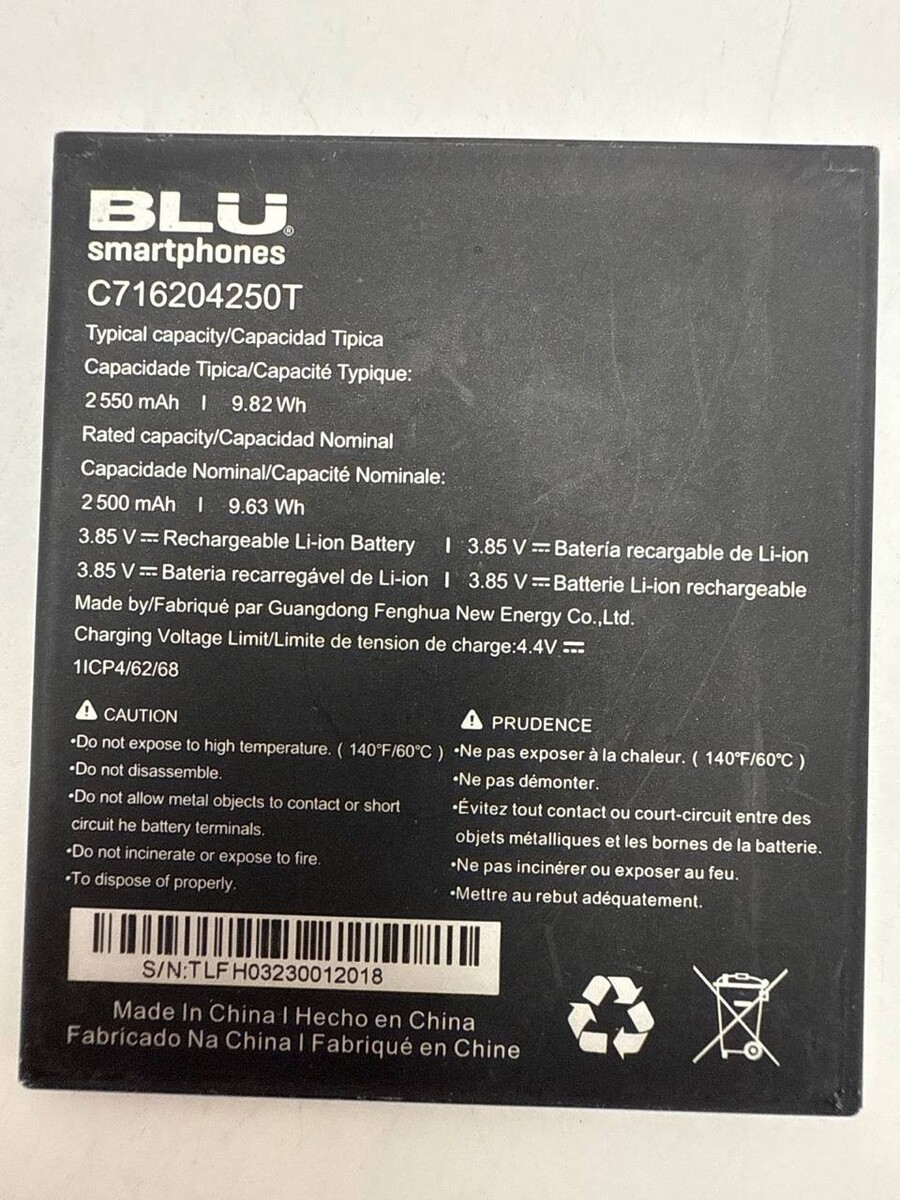 BLU®
smartphones
C716204250T
Typical capacity/Capacidad Tipica
Capacidade Tipica/Capacité Typique:
2 550 mAh I 9.82 Wh
Rated capacity/Capacidad Nominal
Capacidade Nominal/Capacité Nominale:
2 500 mAh I 9.63 Wh
3.85 V⎓Rechargeable Li-ion Battery I 3.85 V⎓Batería recargable de Li-ion
3.85 V⎓Bateria recarregável de Li-ion I 3.85 V⎓Batterie Li-ion rechargeable
Made by/Fabriqué par Guangdong Fenghua New Energy Co.,Ltd.
Charging Voltage Limit/Limite de tension de charge:4.4V⎓
1ICP4/62/68
CAUTION
•Do not expose to high temperature. ( 140°F/60°C )
•Do not disassemble.
•Do not allow metal objects to contact or short
circuit he battery terminals.
•Do not incinerate or expose to fire.
•To dispose of properly.
PRUDENCE
•Ne pas exposer à la chaleur. ( 140°F/60°C )
•Ne pas démonter.
•Évitez tout contact ou court-circuit entre des
objets métalliques et les bornes de la batterie.
•Ne pas incinérer ou exposer au feu.
•Mettre au rebut adéquatement.
S/N:TLFH03230012018
Made In China I Hecho en China
Fabricado Na China I Fabriqué en Chine